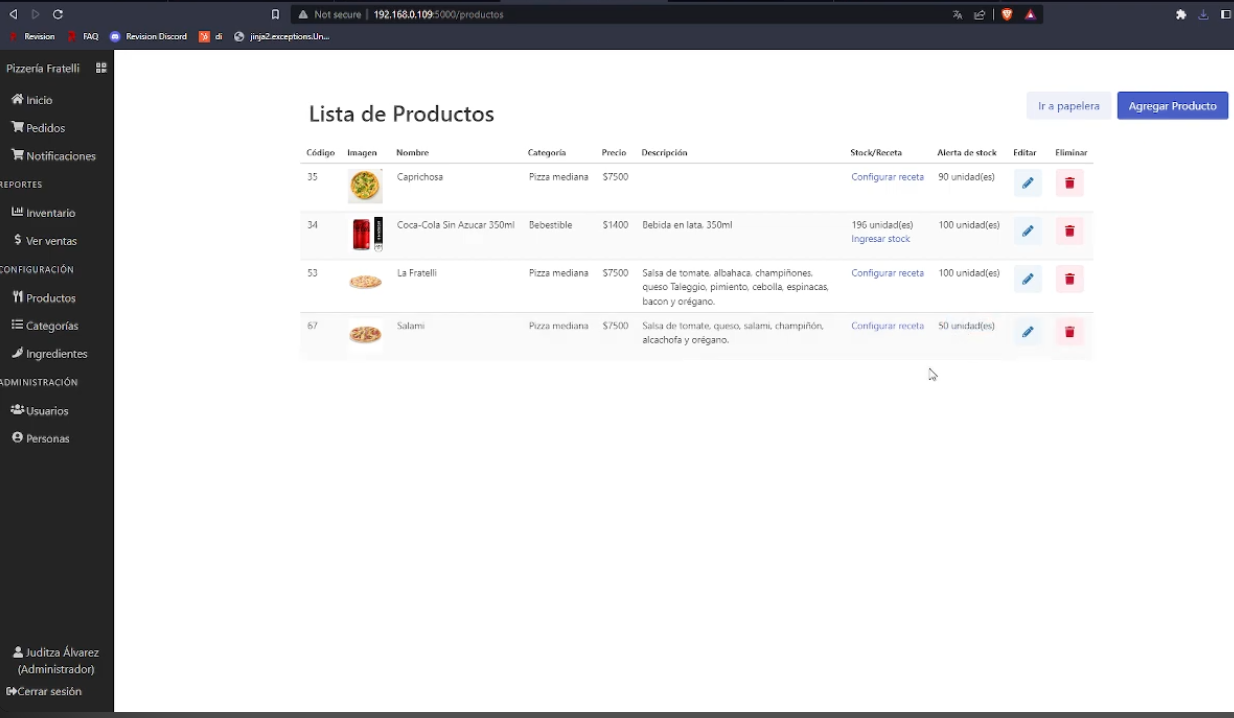 Not secure | 192.168.0.109:5000/productos
Revision FAQ Revision Discord di jinja2.exceptions.Un...
Pizzería Fratelli
Inicio
Pedidos
Notificaciones
REPORTES
Inventario
Ver ventas
CONFIGURACIÓN
Productos
Categorías
Ingredientes
ADMINISTRACIÓN
Usuarios
Personas
Juditza Álvarez
(Administrador)
Cerrar sesión
Lista de Productos
Ir a papelera Agregar Producto
Código Imagen Nombre Categoría Precio Descripción Stock/Receta Alerta de stock Editar Eliminar
35 Caprichosa Pizza mediana $7500 Configurar receta 90 unidad(es)
34 Coca-Cola Sin Azucar 350ml Bebestible $1400 Bebida en lata. 350ml 196 unidad(es) 100 unidad(es)
Ingresar stock
53 La Fratelli Pizza mediana $7500 Salsa de tomate, albahaca, champiñones, Configurar receta 100 unidad(es)
queso Taleggio, pimiento, cebolla, espinacas,
bacon y orégano.
67 Salami Pizza mediana $7500 Salsa de tomate, queso, salami, champiñón, Configurar receta 50 unidad(es)
alcachofa y orégano.